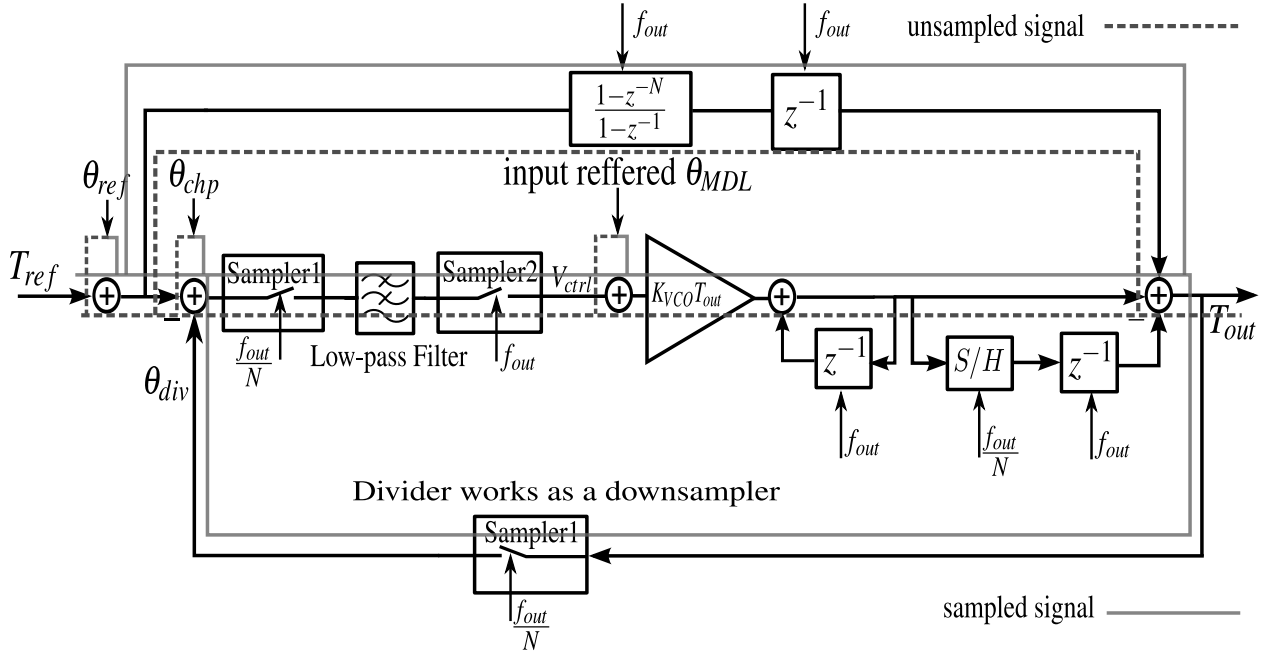 f_out
f_out
unsampled signal
1−z^−N
1−z^−1
z^−1
θ_ref
θ_chp
input reffered θ_MDL
T_ref
+
+
Sampler1
Sampler2
V_ctrl
+
K_VCO T_out
+
+
−
−
T_out
f_out
N
Low-pass Filter
f_out
z^−1
S/H
z^−1
θ_div
f_out
f_out
N
f_out
Divider works as a downsampler
Sampler1
f_out
N
sampled signal